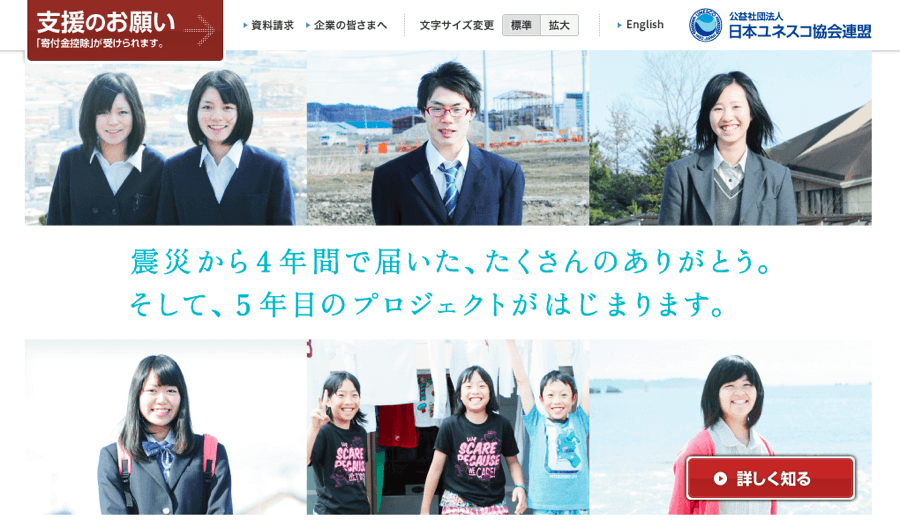 支援のお願い
「寄付金控除」が受けられます。
資料請求
企業の皆さまへ
文字サイズ変更
標準
拡大
English
公益社団法人
日本ユネスコ協会連盟
震災から4年間で届いた、たくさんのありがとう。
そして、5年目のプロジェクトがはじまります。
SCARE
BECAUSE
WE CARE!
SCARE
BECAUSE
WE CARE!
詳しく知る